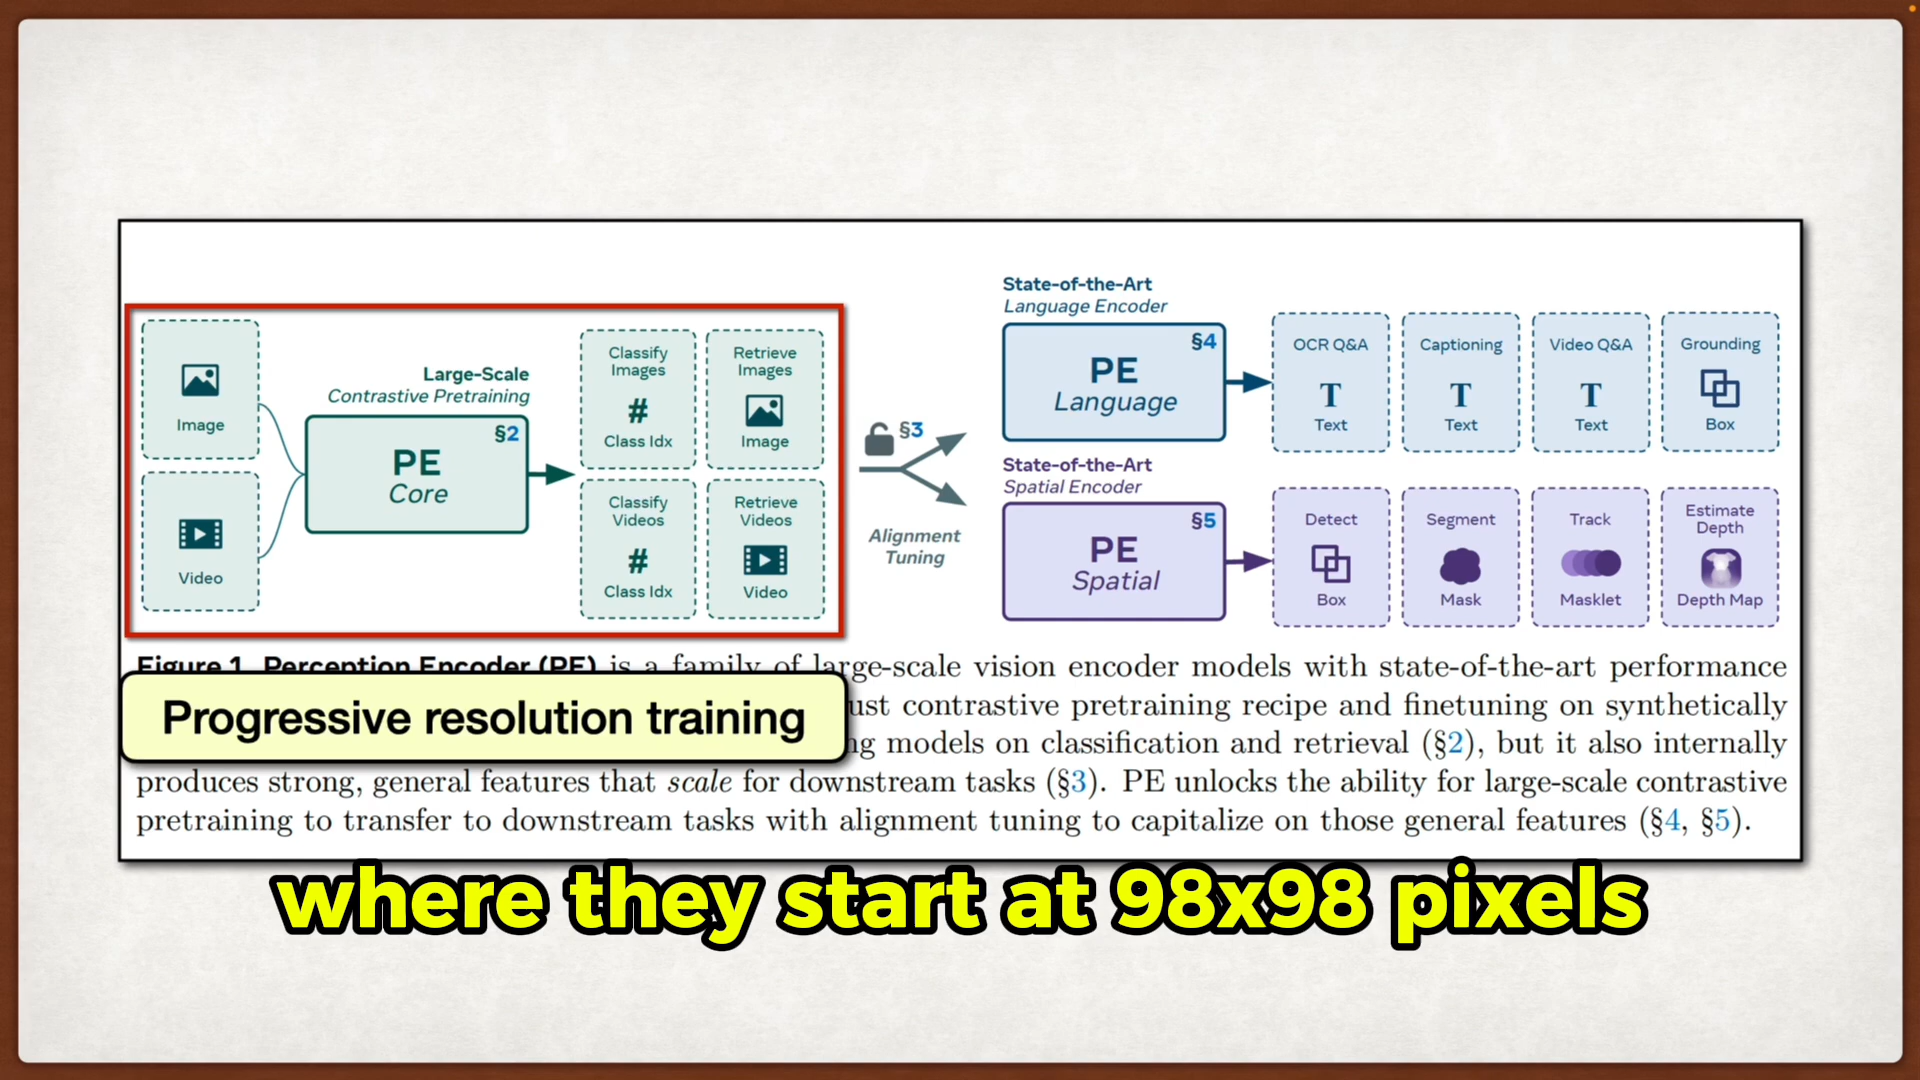 Image
Video
Large-Scale
Contrastive Pretraining
§2
PE
Core
Classify
Images
#
Class Idx
Retrieve
Images
Image
Classify
Videos
#
Class Idx
Retrieve
Videos
Video
§3
Alignment
Tuning
State-of-the-Art
Language Encoder
§4
PE
Language
OCR Q&A
T
Text
Captioning
T
Text
Video Q&A
T
Text
Grounding
Box
State-of-the-Art
Spatial Encoder
§5
PE
Spatial
Detect
Box
Segment
Mask
Track
Masklet
Estimate
Depth
Depth Map
Figure 1 Perception Encoder (PE) is a family of large-scale vision encoder models with state-of-the-art performance
Progressive resolution training
contrastive pretraining recipe and finetuning on synthetically
models on classification and retrieval (§2), but it also internally
produces strong, general features that scale for downstream tasks (§3). PE unlocks the ability for large-scale contrastive
pretraining to transfer to downstream tasks with alignment tuning to capitalize on those general features (§4, §5).
where they start at 98x98 pixels